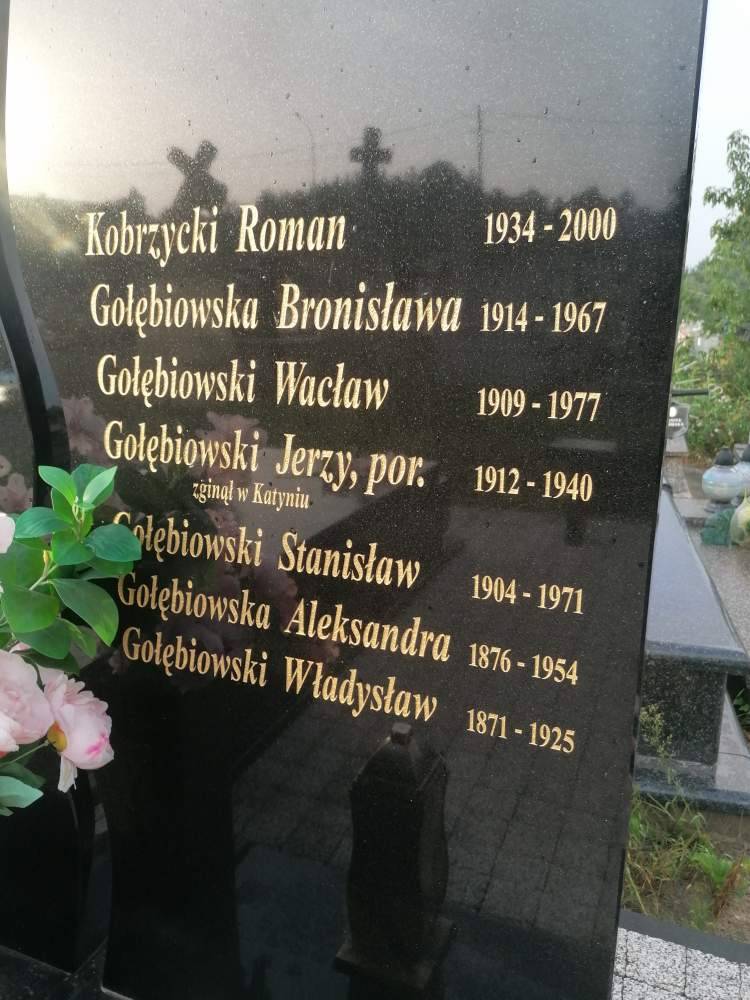 Kobrzycki Roman 1934 - 2000
Gołębiowska Bronisława 1914 - 1967
Gołębiowski Wacław 1909 - 1977
Gołębiowski Jerzy, por. 1912 - 1940
zginął w Katyniu
Gołębiowski Stanisław 1904 - 1971
Gołębiowska Aleksandra 1876 - 1954
Gołębiowski Władysław 1871 - 1925